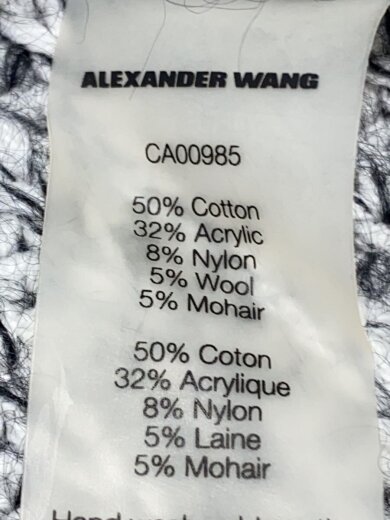 ALEXANDER WANG
CA00985
50% Cotton
32% Acrylic
8% Nylon
5% Wool
5% Mohair
50% Coton
32% Acrylique
8% Nylon
5% Laine
5% Mohair